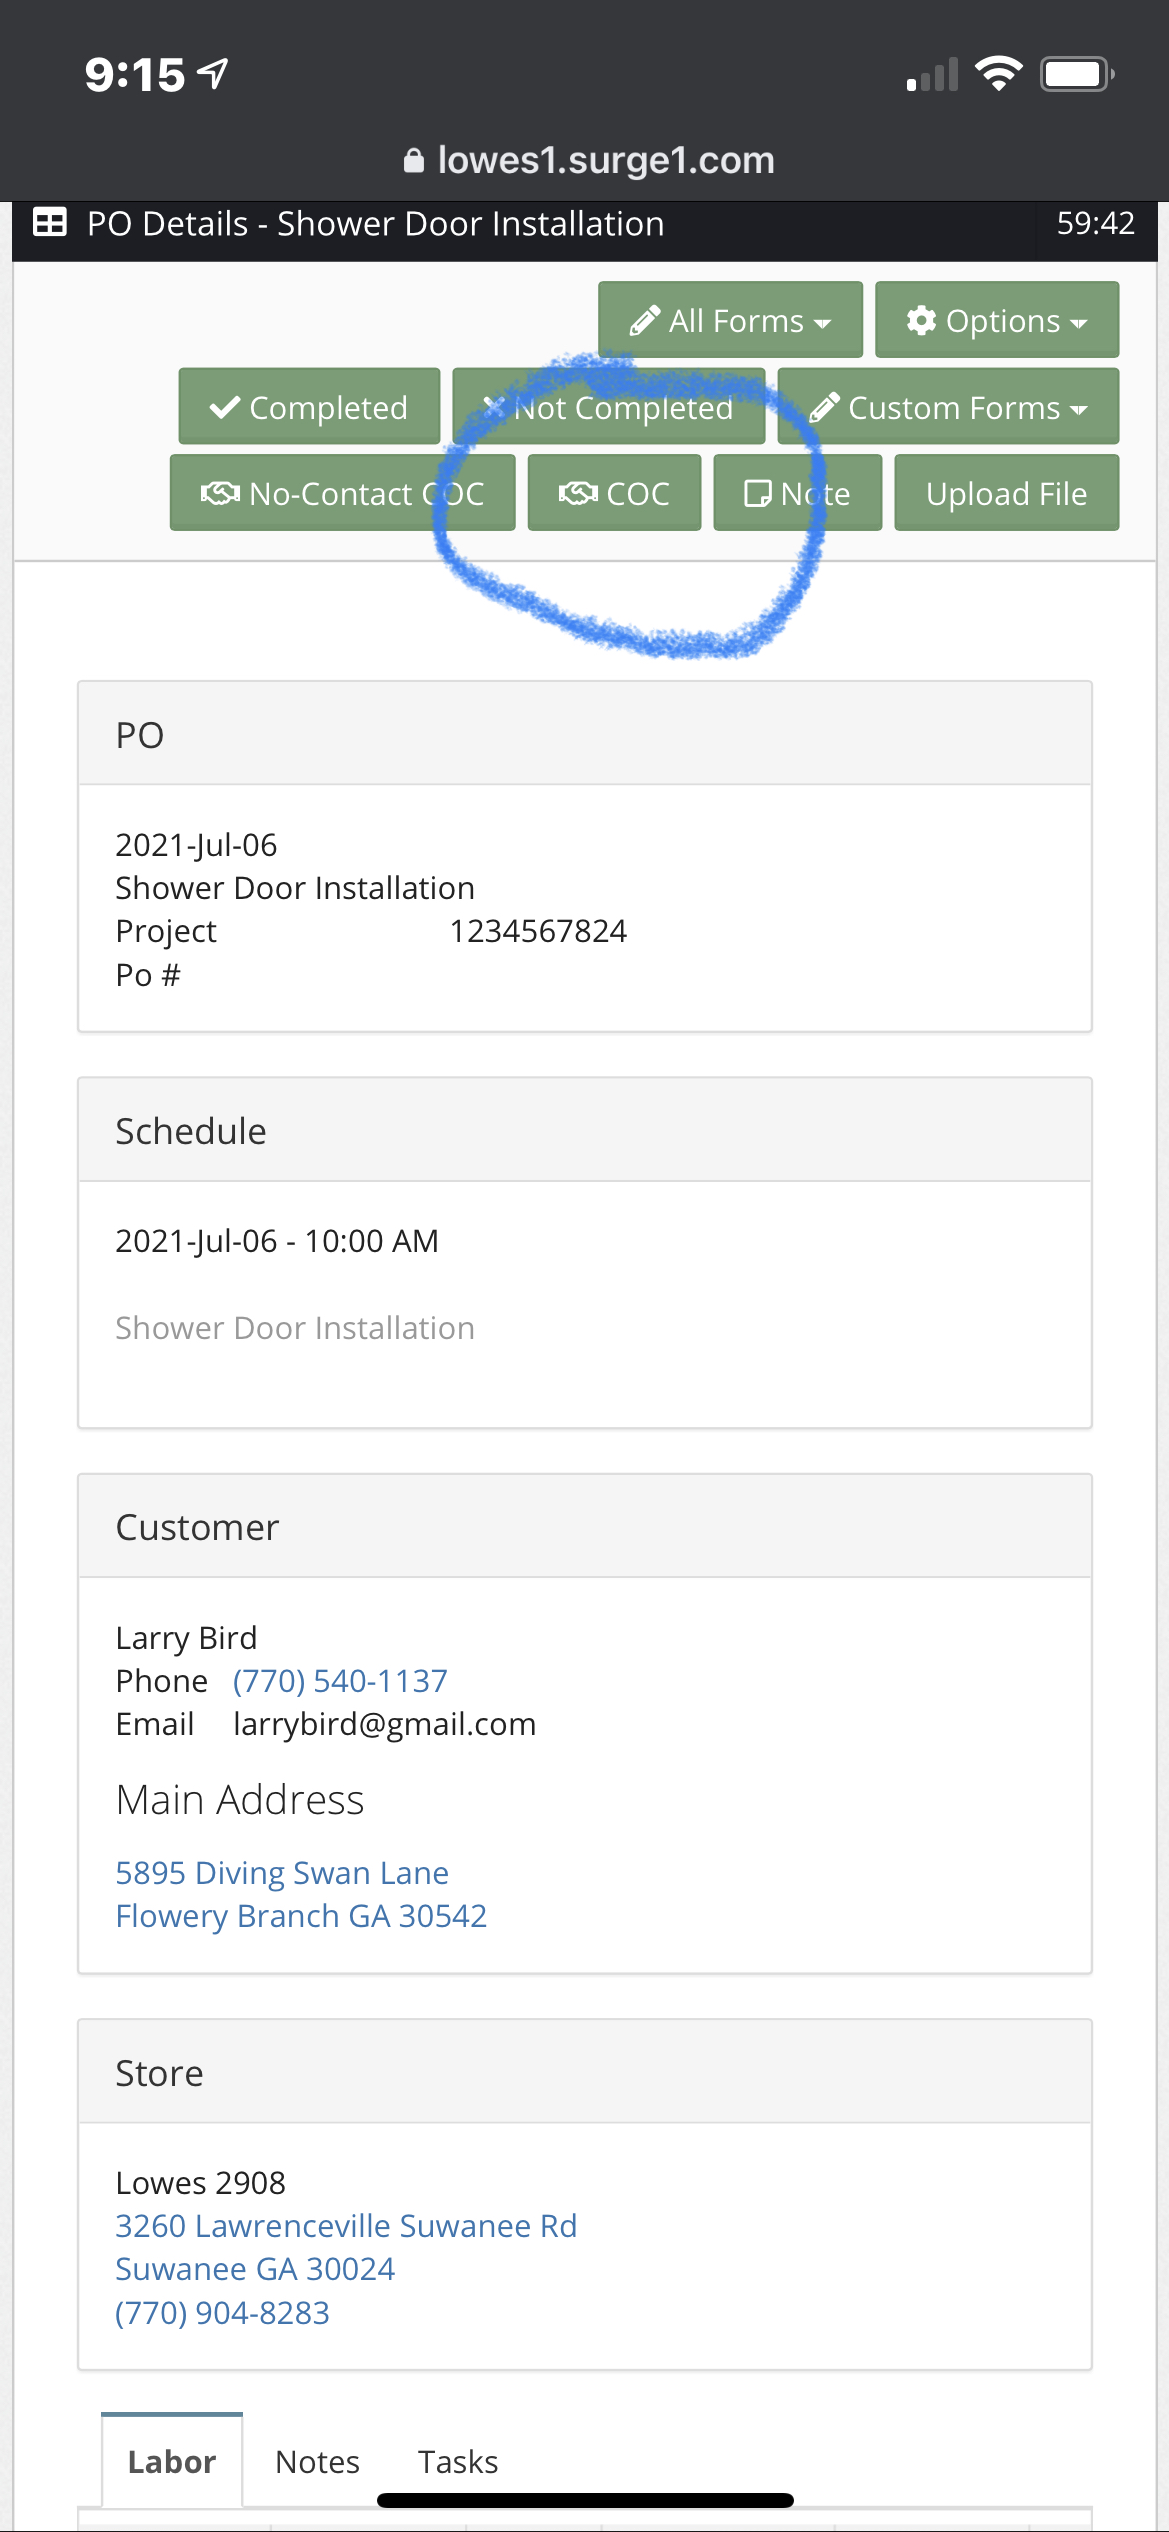 9:15
lowes1.surge1.com
PO Details - Shower Door Installation 59:42
All Forms Options
Completed Not Completed Custom Forms
No-Contact COC COC Note Upload File
PO
2021-Jul-06
Shower Door Installation
Project 1234567824
Po #
Schedule
2021-Jul-06 - 10:00 AM
Shower Door Installation
Customer
Larry Bird
Phone (770) 540-1137
Email larrybird@gmail.com
Main Address
5895 Diving Swan Lane
Flowery Branch GA 30542
Store
Lowes 2908
3260 Lawrenceville Suwanee Rd
Suwanee GA 30024
(770) 904-8283
Labor Notes Tasks